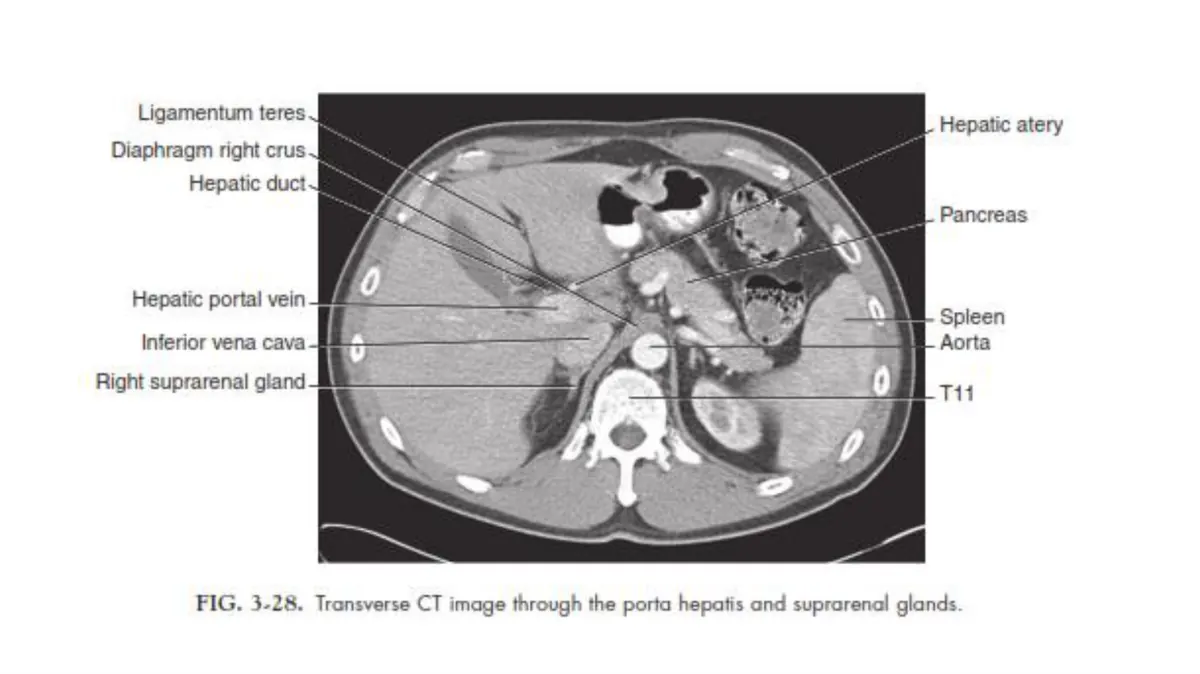 Ligamentum teres
Diaphragm right crus
Hepatic duct
Hepatic portal vein
Inferior vena cava
Right suprarenal gland
Hepatic atery
Pancreas
Spleen
Aorta
T11
FIG. 3-28. Transverse CT image through the porta hepatis and suprarenal glands.